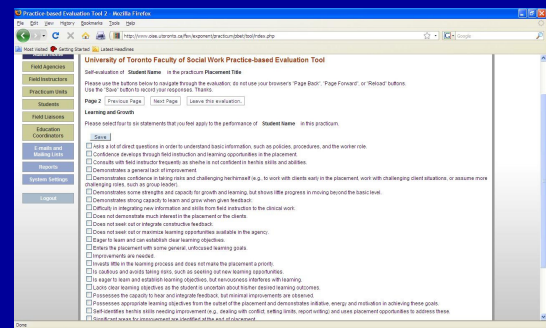 Practice-based Evaluation Tool 2 - Mozilla Firefox
File Edit View History Bookmarks Tools Help
http://www.oise.utoronto.ca/fsw/exponent/practicum/pbet/tool/index.php
Google
Most Visited Getting Started Latest Headlines
Field Agencies
Field Instructors
Practicum Units
Students
Field Liaisons
Education Coordinators
E-mails and Mailing Lists
Reports
System Settings
Logout
University of Toronto Faculty of Social Work Practice-based Evaluation Tool
Self-evaluation of Student Name in the practicum Placement Title
Please use the buttons below to navigate through the evaluation; do not use your browser's "Page Back", "Page Forward", or "Reload" buttons.
Use the "Save" button to record your responses. Thanks.
Page 2 Previous Page Next Page Leave this evaluation.
Learning and Growth
Please select four to six statements that you feel apply to the performance of Student Name in this practicum.
Save
Asks a lot of direct questions in order to understand basic information, such as policies, procedures, and the worker role.
Confidence develops through field instruction and learning opportunities in the placement.
Consults with field instructor frequently as she/he is not confident in her/his skills and abilities.
Demonstrates a general lack of improvement.
Demonstrates confidence in taking risks and challenging her/himself (e.g., to work with clients early in the placement, work with challenging client situations, or assume more
challenging roles, such as group leader).
Demonstrates some strengths and capacity for growth and learning, but shows little progress in moving beyond the basic level.
Demonstrates strong capacity to learn and grow when given feedback.
Difficulty in integrating new information and skills from field instruction to the clinical work.
Does not demonstrate much interest in the placement or the clients.
Does not seek out or integrate constructive feedback.
Does not seek out or maximize learning opportunities available in the agency.
Eager to learn and can establish clear learning objectives.
Enters the placement with some general, unfocused learning goals.
Improvements are needed.
Invests little in the learning process and does not make the placement a priority.
Is cautious and avoids taking risks, such as seeking out new learning opportunities.
Is eager to learn and establish learning objectives, but nervousness interferes with learning.
Lacks clear learning objectives as the student is uncertain about his/her desired learning outcomes.
Possesses the capacity to hear and integrate feedback, but minimal improvements are observed.
Possesses appropriate learning objectives from the outset of the placement and demonstrates initiative, energy and motivation in achieving these goals.
Self-identifies her/his skills needing improvement (e.g., dealing with conflict, setting limits, report writing) and uses placement opportunities to address these.
Significant areas for improvement are identified at the end of placement.
Done